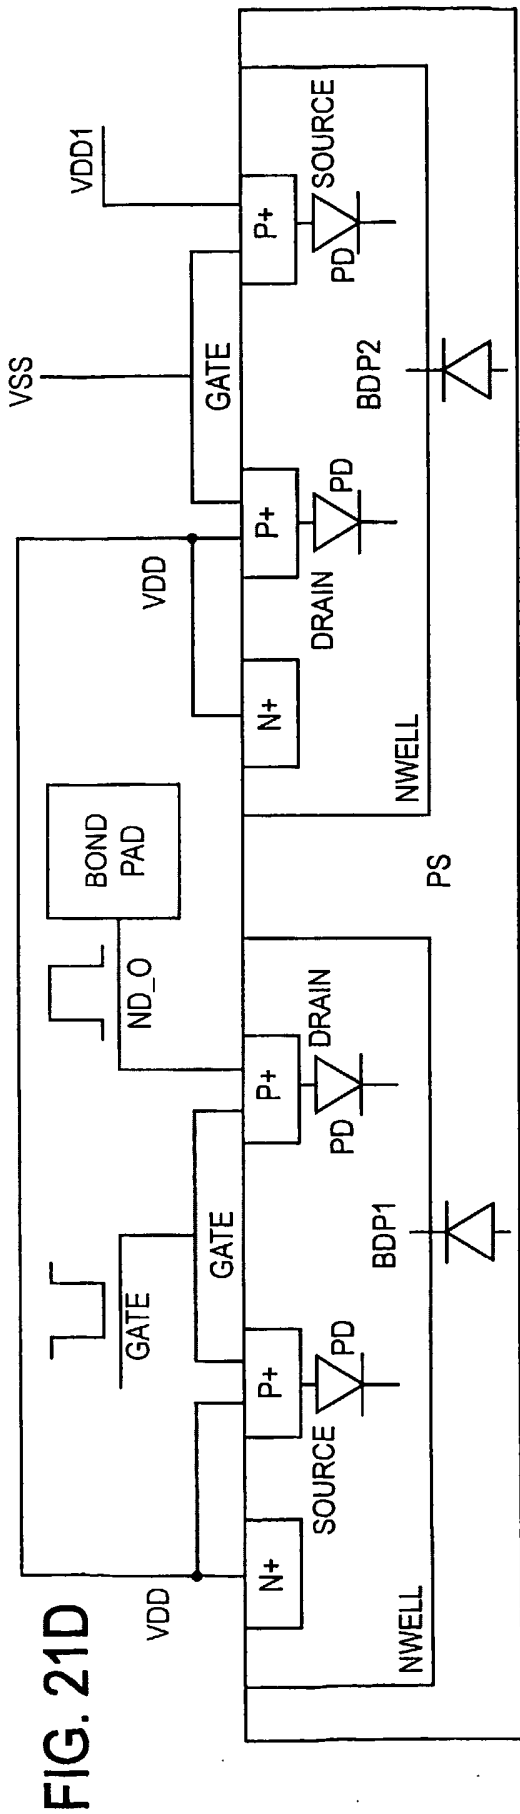 FIG. 21D
VDD
GATE
ND_O
BOND
PAD
VDD
VSS
VDD1
GATE
GATE
N+
P+
P+
N+
P+
P+
SOURCE
PD
PD
DRAIN
DRAIN
PD
PD
SOURCE
NWELL
BDP1
NWELL
BDP2
PS